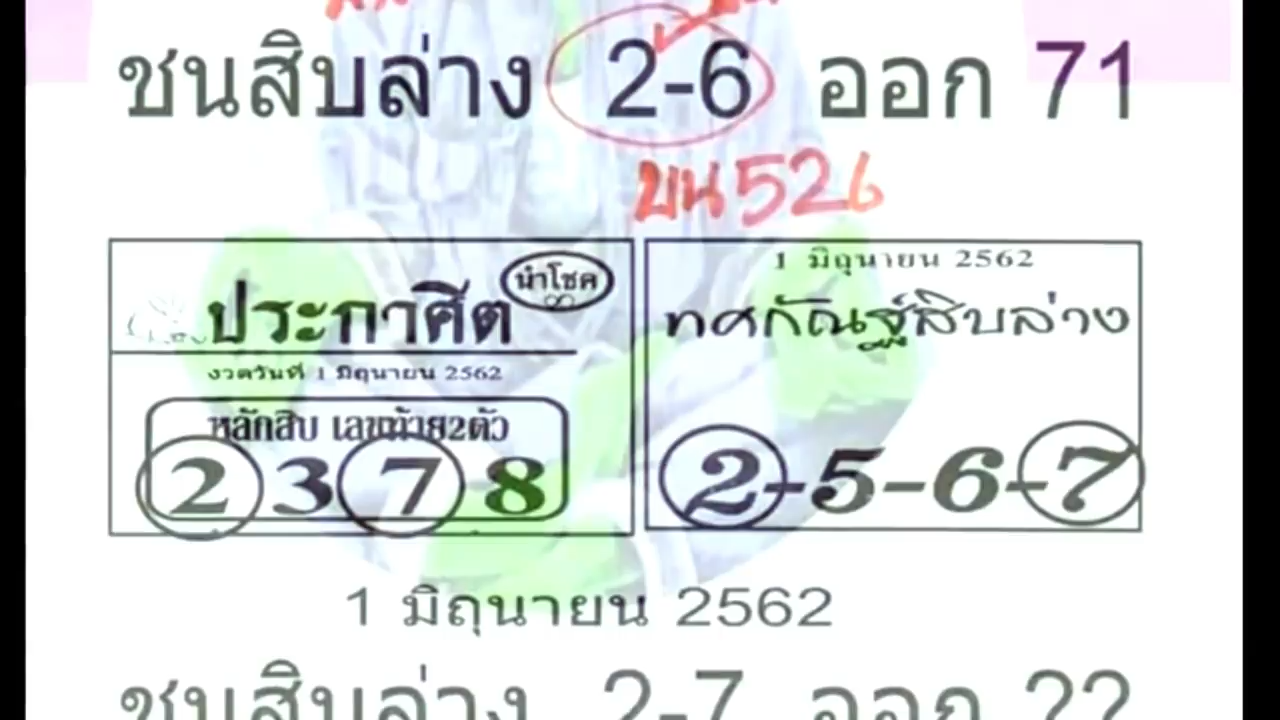 ชนสิบล่าง 2-6 ออก 71
บน 526
นำโชค
ประกาศิต
งวดวันที่ 1 มิถุนายน 2562
หลักสิบ เลขท้าย2ตัว
2 3 7 8
1 มิถุนายน 2562
ทศกัณฐ์สิบล่าง
2-5-6-7
1 มิถุนายน 2562
ชนสิบล่าง 2-7 ออก ??